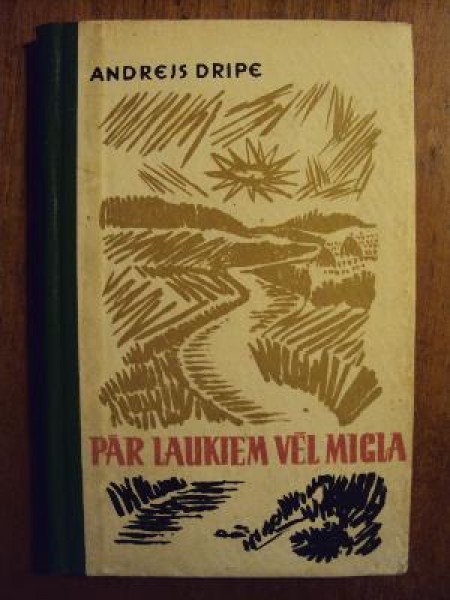 ANDREJS DRIPE
PĀR LAUKIEM VĒL MIGLA